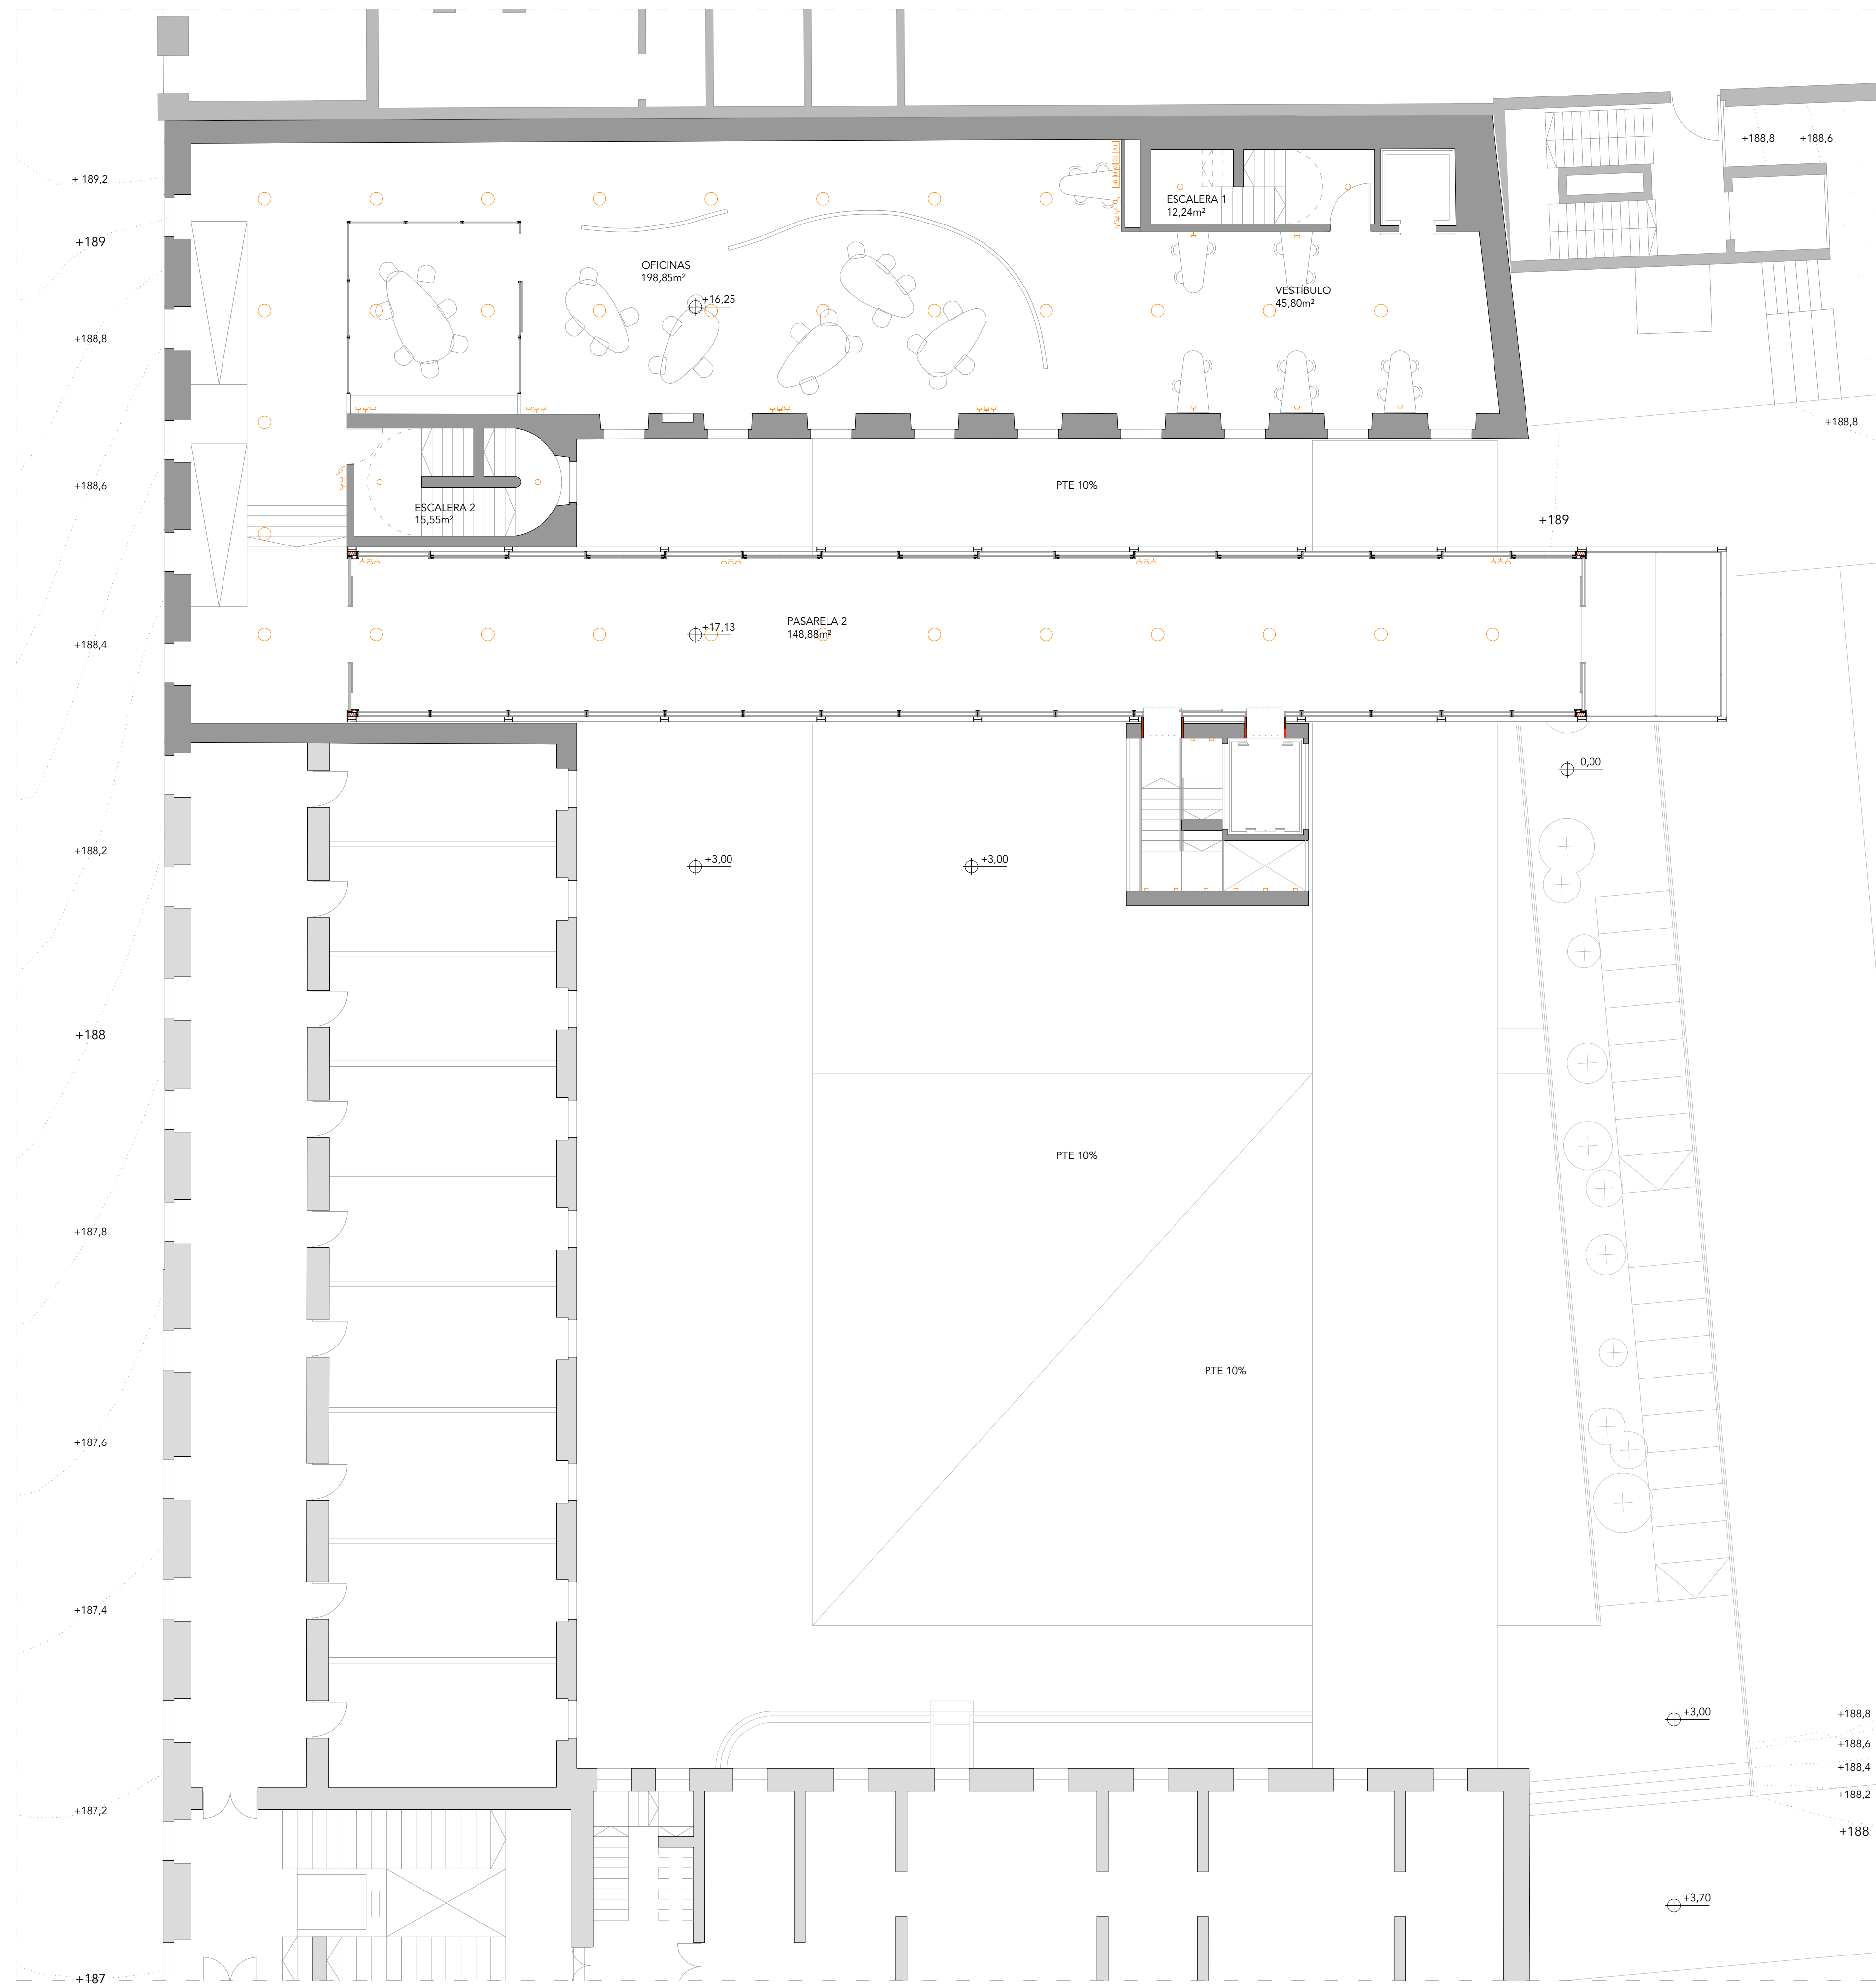 +188,8
+188,6
+ 189,2
ESCALERA 1
12,24m²
+189
OFICINAS
198,85m²
VESTÍBULO
45,80m²
+16,25
+188,8
+188,8
+188,6
PTE 10%
ESCALERA 2
15,55m²
+189
PASARELA 2
148,88m²
+17,13
+188,4
0,00
+188,2
+3,00
+3,00
+188
PTE 10%
+187,8
PTE 10%
+187,6
+187,4
+3,00
+188,8
+188,6
+188,4
+188,2
+187,2
+188
+3,70
+187